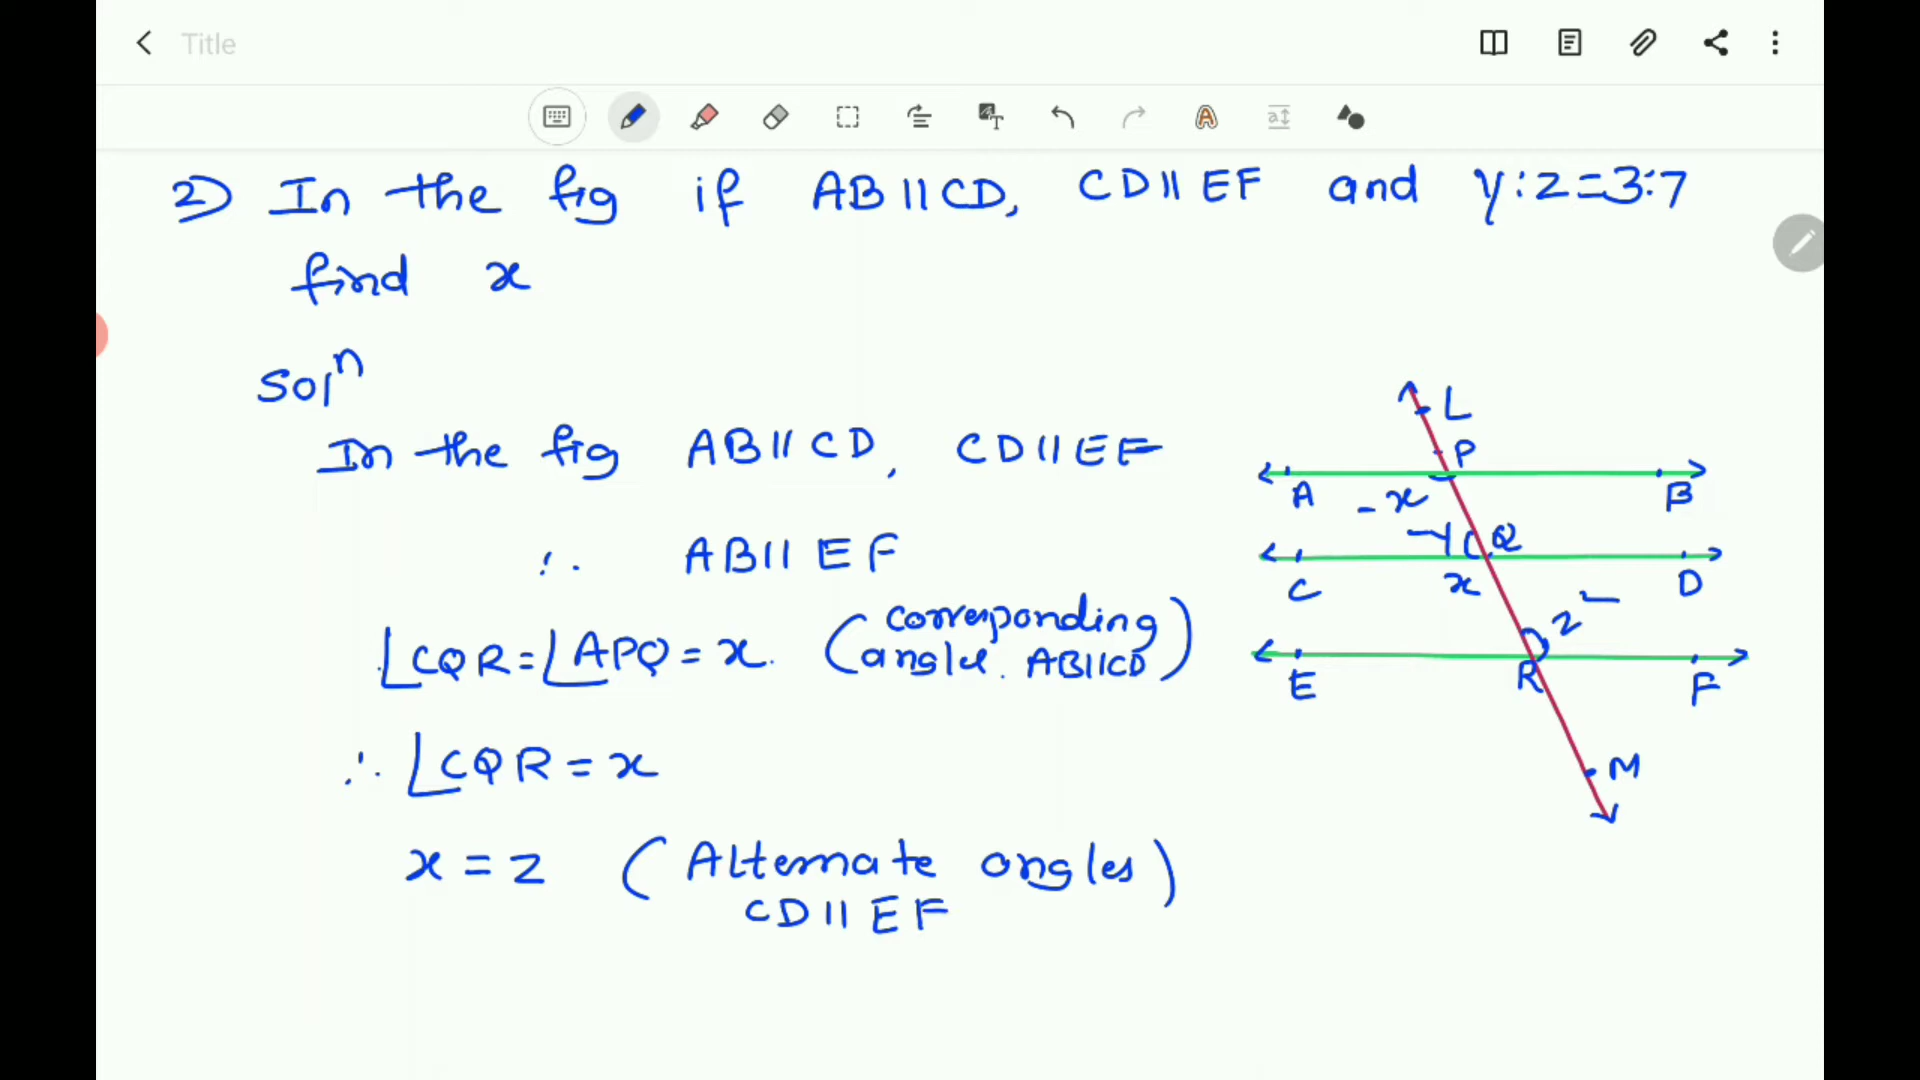 Title
2) In the fig if AB॥CD, CD॥EF and y:z=3:7
find x
Solⁿ
In the fig AB॥CD, CD॥EF
∴ AB॥EF
∠CQR=∠APQ=x. (corresponding
angles. AB॥CD)
∴ ∠CQR=x
x=z (Alternate angles)
CD॥EF
L
P
A x B
y Q
C x D
z
E R F
M